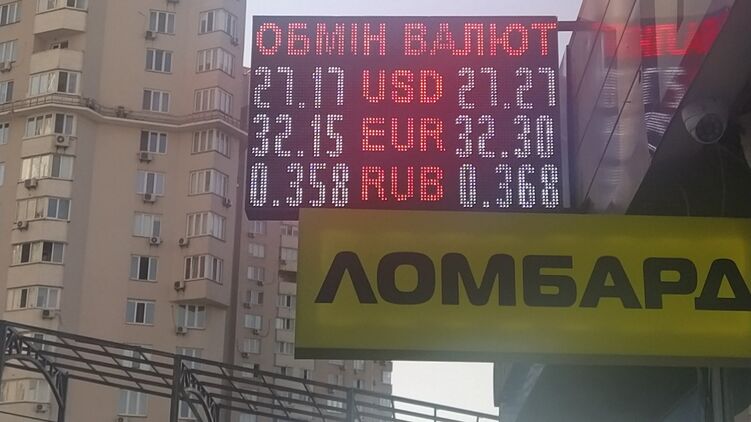 ОБМІН ВАЛЮТ
27.17 USD 27.27
32.15 EUR 32.30
0.358 RUB 0.368
ЛОМБАРД